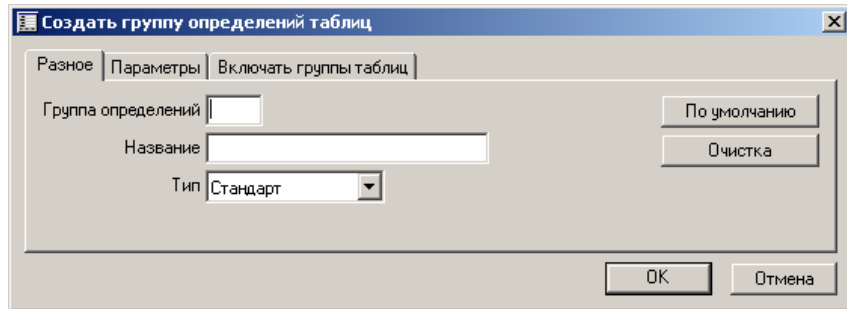 Создать группу определений таблиц
Разное Параметры Включать группы таблиц
Группа определений По умолчанию
Название Очистка
Тип Стандарт
OK Отмена